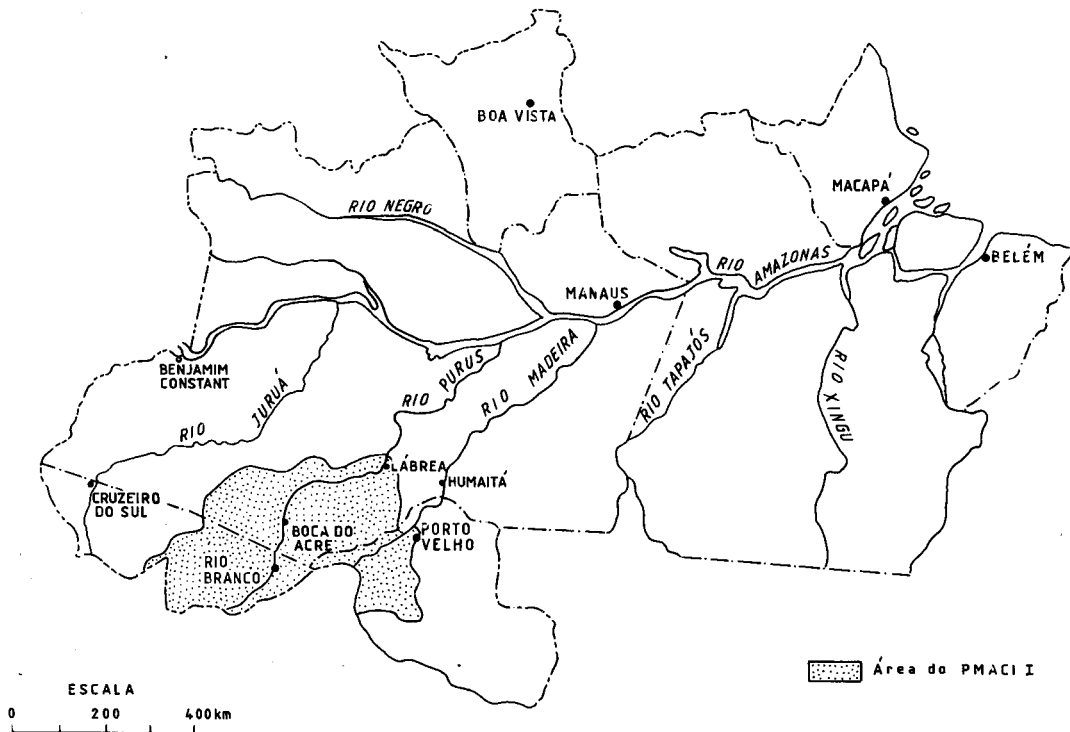 BOA VISTA
MACAPÁ
RIO NEGRO
RIO AMAZONAS
BELÉM
MANAUS
BENJAMIM
CONSTANT
RIO JURUÁ
RIO PURUS
RIO MADEIRA
RIO TAPAJÓS
RIO XINGU
LÁBREA
HUMAITÁ
CRUZEIRO
DO SUL
BOCA DO
ACRE
PORTO
VELHO
RIO
BRANCO
Área do PMACI I
ESCALA
0 200 400km